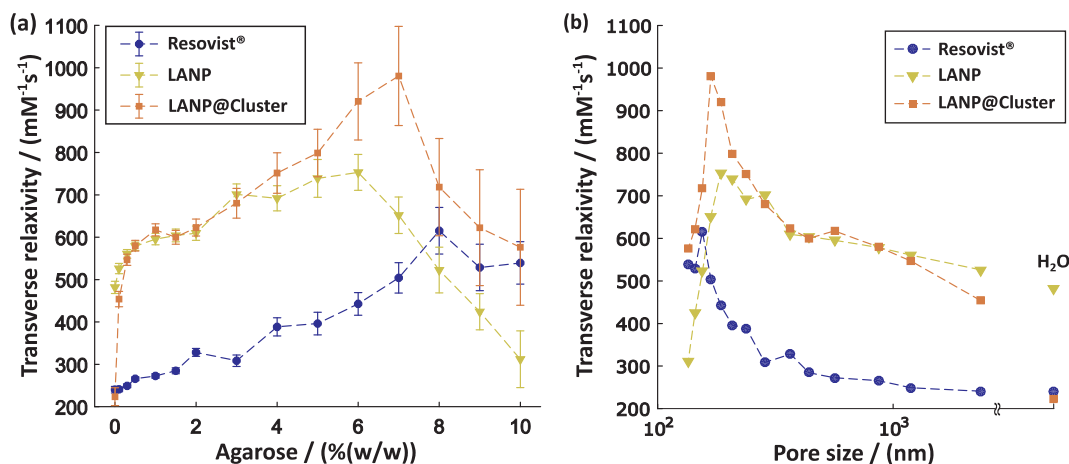 (a)
Transverse relaxivity / (mM⁻¹s⁻¹)
1100
1000
900
800
700
600
500
400
300
200
Resovist®
LANP
LANP@Cluster
0 2 4 6 8 10
Agarose / (%(w/w))
(b)
Transverse relaxivity / (mM⁻¹s⁻¹)
1100
1000
900
800
700
600
500
400
300
200
Resovist®
LANP
LANP@Cluster
H₂O
10² 10³
Pore size / (nm)